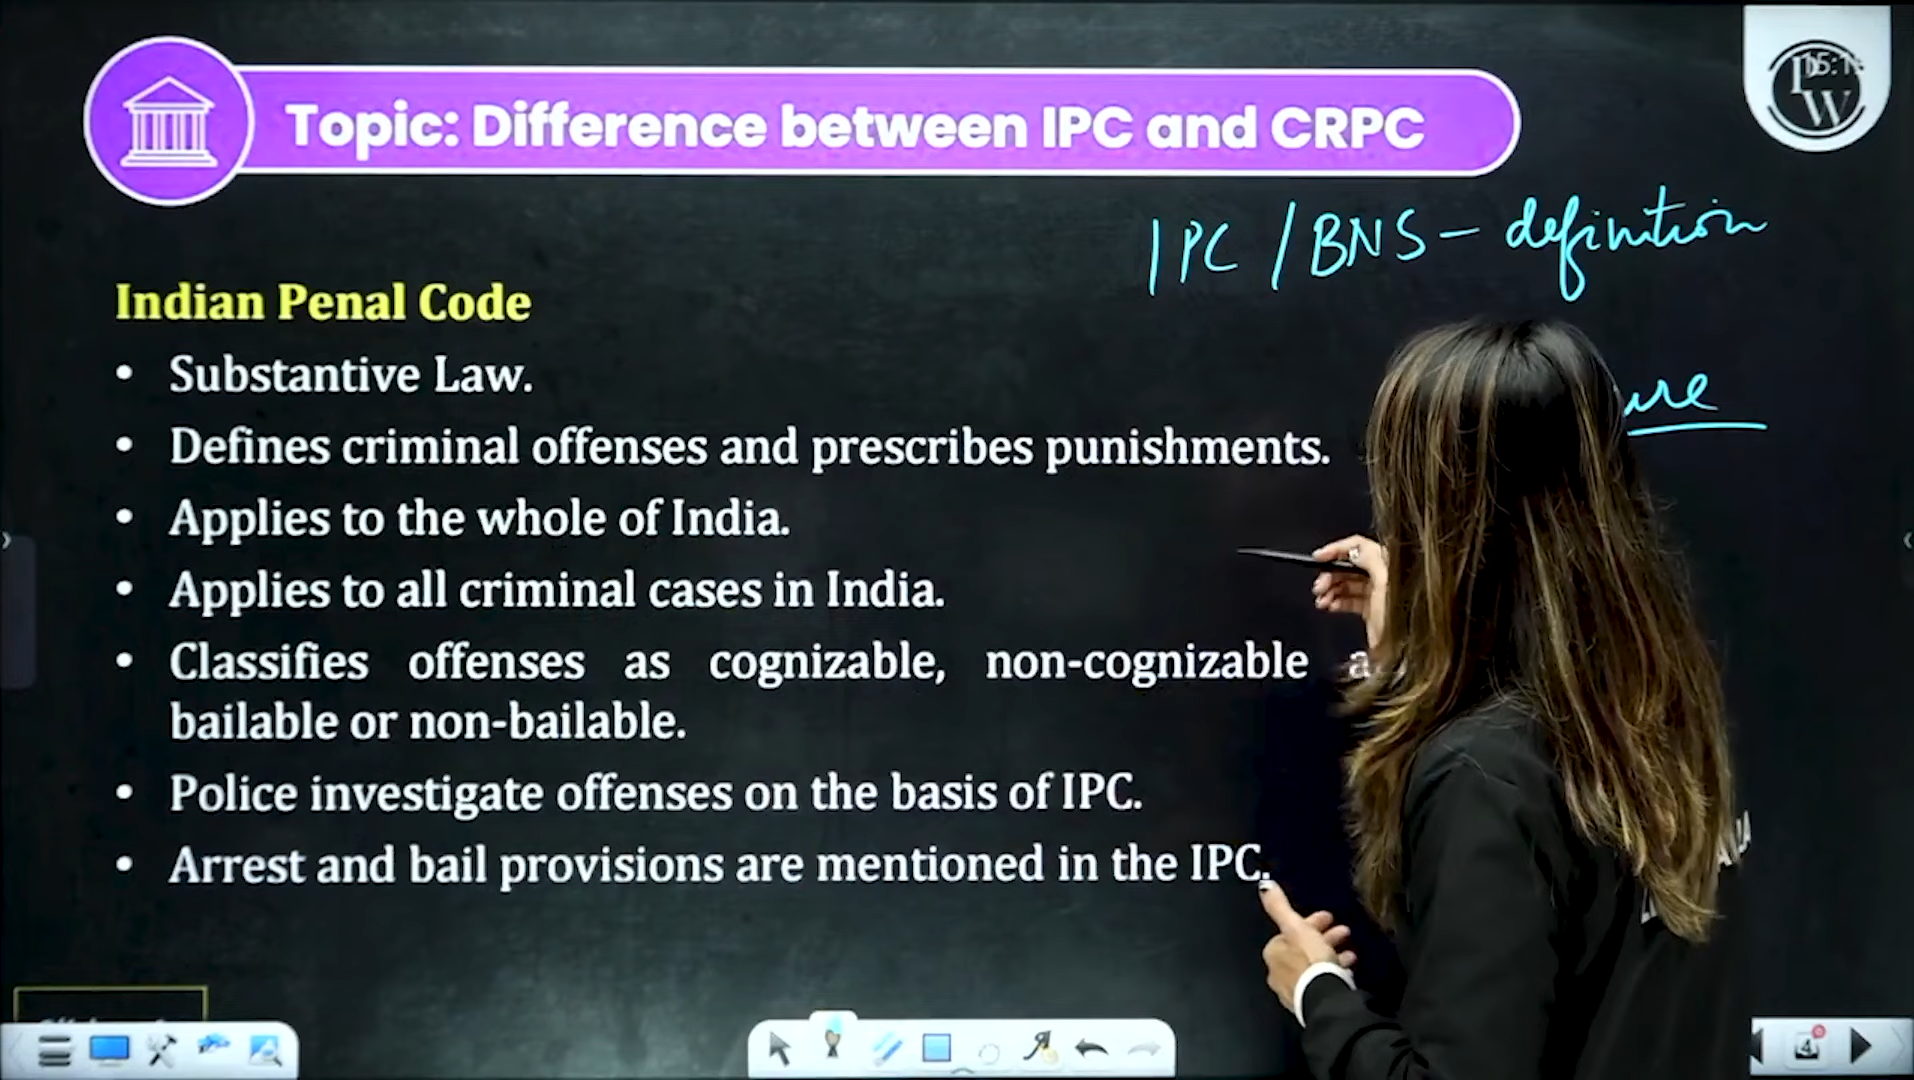 Topic: Difference between IPC and CRPC
IPC / BNS - definition
Indian Penal Code
• Substantive Law.
• Defines criminal offenses and prescribes punishments.
• Applies to the whole of India.
• Applies to all criminal cases in India.
• Classifies offenses as cognizable, non-cognizable
bailable or non-bailable.
• Police investigate offenses on the basis of IPC.
• Arrest and bail provisions are mentioned in the IPC.
4